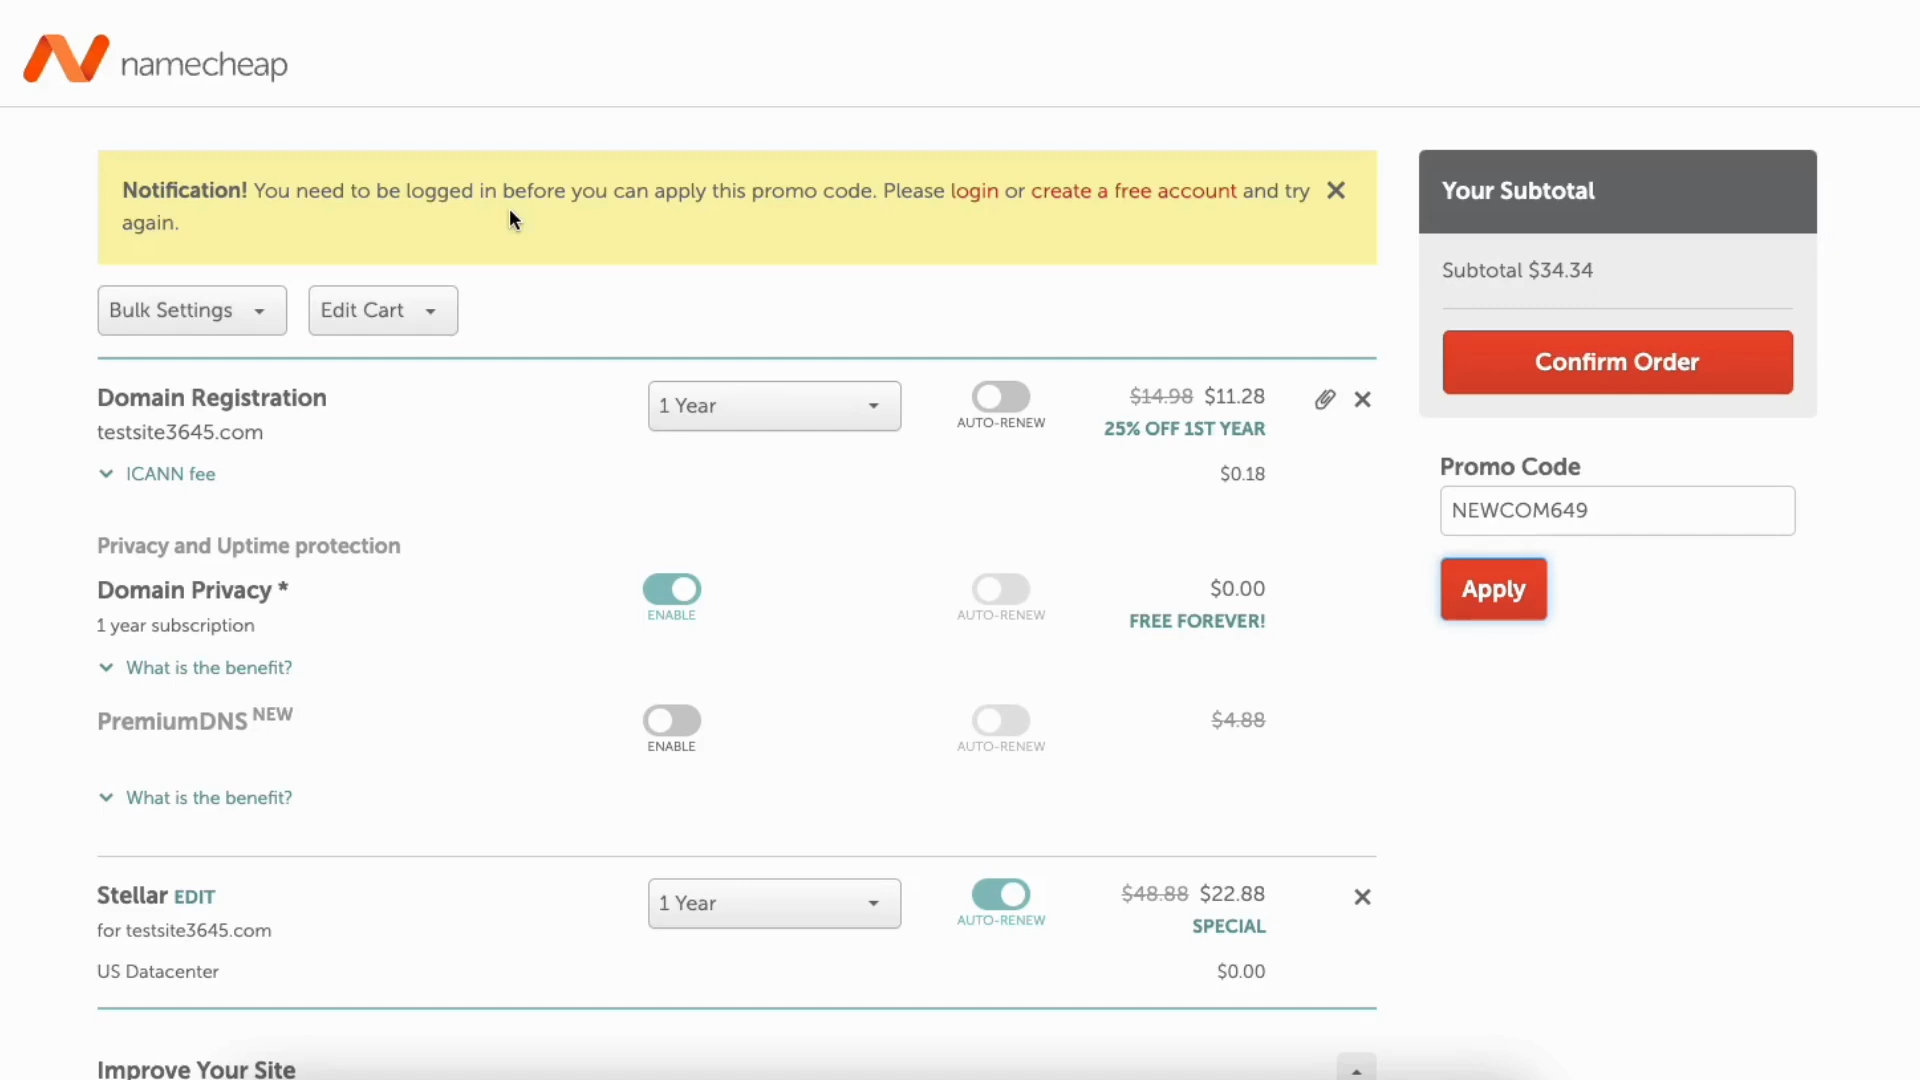 namecheap
Notification! You need to be logged in before you can apply this promo code. Please login or create a free account and try
again.
Your Subtotal
Subtotal $34.34
Confirm Order
Bulk Settings
Edit Cart
Domain Registration
1 Year
AUTO-RENEW
$14.98 $11.28
testsite3645.com
25% OFF 1ST YEAR
ICANN fee
$0.18
Promo Code
NEWCOM649
Apply
Privacy and Uptime protection
Domain Privacy *
ENABLE
AUTO-RENEW
$0.00
1 year subscription
FREE FOREVER!
What is the benefit?
PremiumDNS NEW
ENABLE
AUTO-RENEW
$4.88
What is the benefit?
Stellar EDIT
1 Year
AUTO-RENEW
$48.88 $22.88
for testsite3645.com
SPECIAL
US Datacenter
$0.00
Improve Your Site